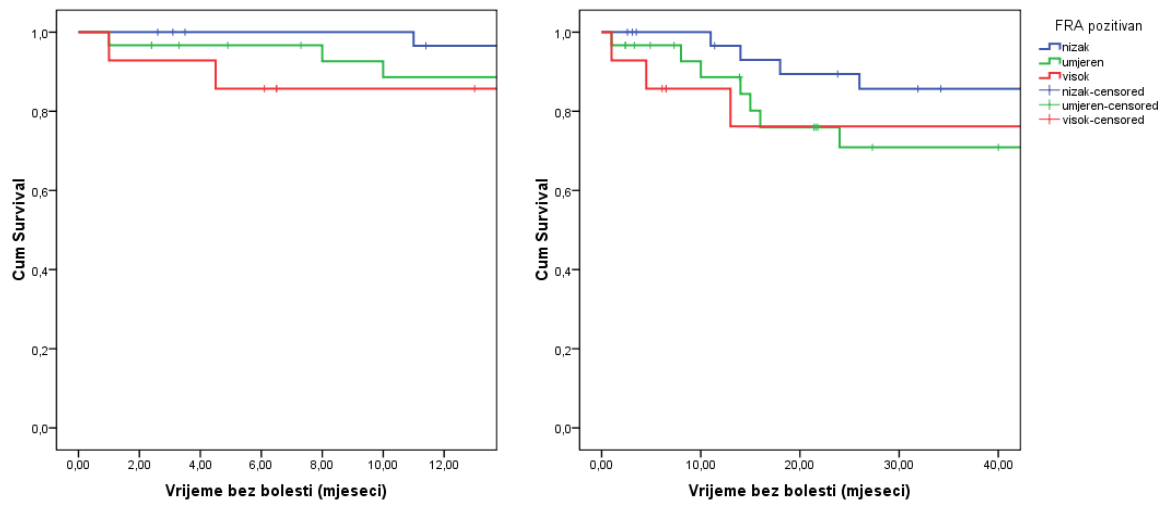 1,0
0,8
0,6
0,4
0,2
0,0
Cum Survival
0,00 2,00 4,00 6,00 8,00 10,00 12,00
Vrijeme bez bolesti (mjeseci)
1,0
0,8
0,6
0,4
0,2
0,0
Cum Survival
0,00 10,00 20,00 30,00 40,00
Vrijeme bez bolesti (mjeseci)
FRA pozitivan
nizak
umjeren
visok
nizak-censored
umjeren-censored
visok-censored